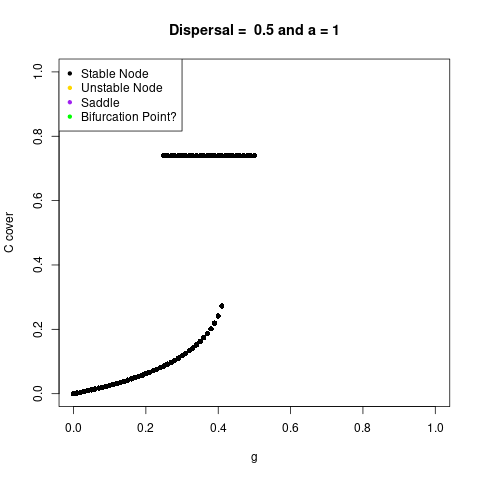 Dispersal =  0.5 and a = 1
Stable Node
Unstable Node
Saddle
Bifurcation Point?
C cover
1.0
0.8
0.6
0.4
0.2
0.0
0.0 0.2 0.4 0.6 0.8 1.0
g